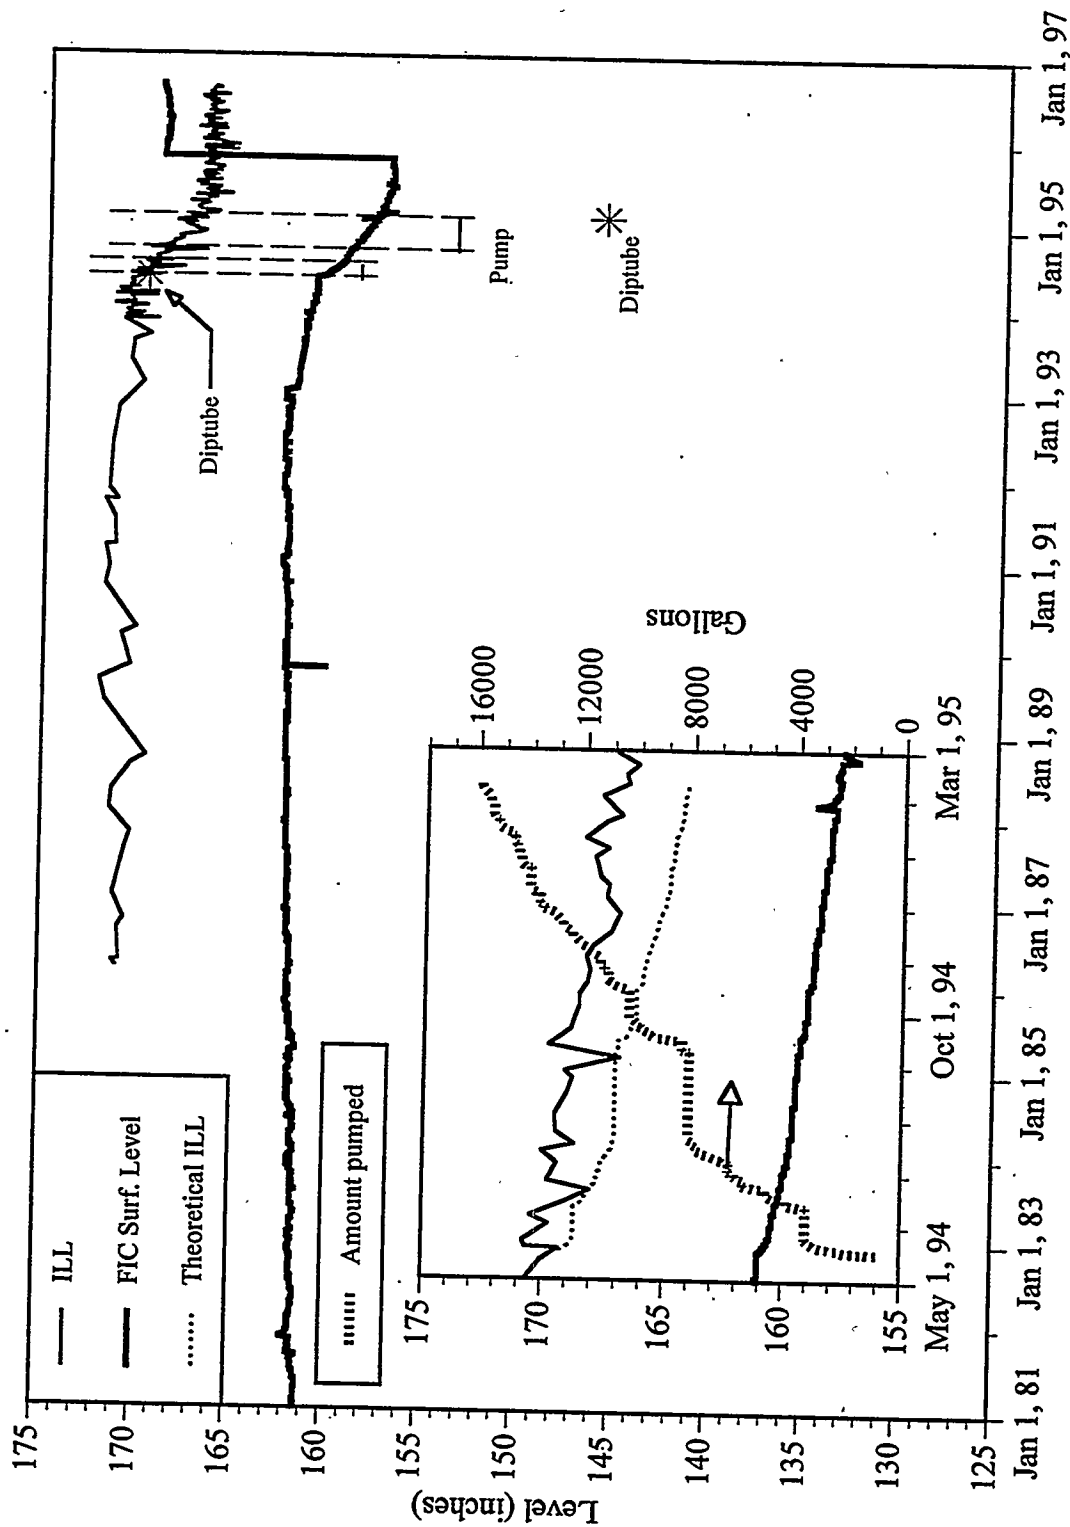 ILL
FIC Surf. Level
Theoretical ILL
Amount pumped
Level (inches)
175
170
165
160
155
150
145
140
135
130
125
Jan 1, 81
Jan 1, 83
Jan 1, 85
Jan 1, 87
Jan 1, 89
Jan 1, 91
Jan 1, 93
Jan 1, 95
Jan 1, 97
Diptube
Pump
Diptube
175
170
165
160
155
May 1, 94
Oct 1, 94
Mar 1, 95
16000
12000
8000
4000
0
Gallons